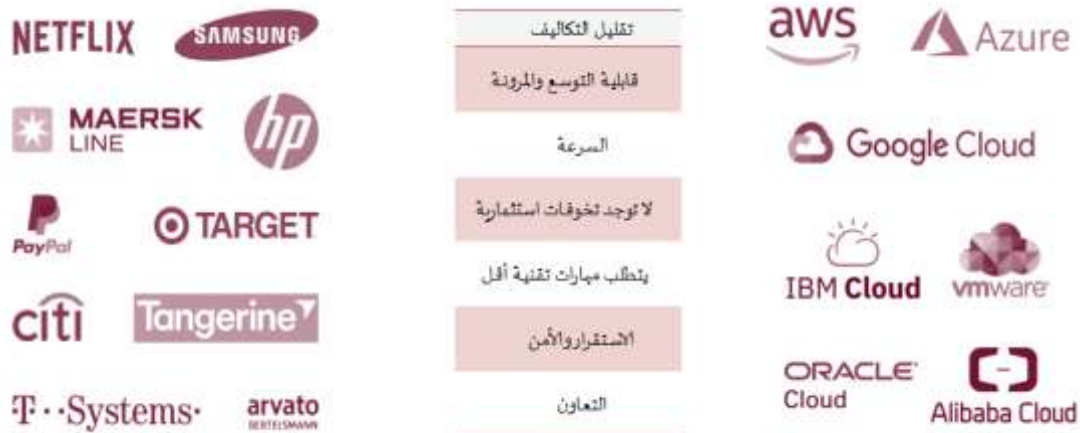 NETFLIX
SAMSUNG
MAERSK
LINE
hp
PayPal
TARGET
citi
Tangerine
T··Systems·
arvato
BERTELSMANN
تقليل التكاليف
قابلية التوسع والمرونة
السرعة
لا توجد تخوفات استثمارية
يتطلب مهارات تقنية أقل
الاستقرار والأمن
التعاون
aws
Azure
Google Cloud
IBM Cloud
vmware
ORACLE
Cloud
Alibaba Cloud